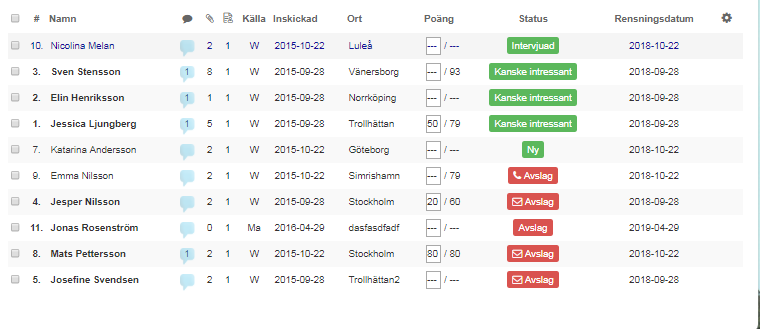 # Namn Källa Inskickad Ort Poäng Status Rensningsdatum
10. Nicolina Melan 2 1 W 2015-10-22 Luleå --- / --- Intervjuad 2018-10-22
3. Sven Stensson 1 8 1 W 2015-09-28 Vänersborg --- / 93 Kanske intressant 2018-09-28
2. Elin Henriksson 1 1 W 2015-09-28 Norrköping --- / --- Kanske intressant 2018-09-28
1. Jessica Ljungberg 1 5 1 W 2015-09-28 Trollhättan 50 / 79 Kanske intressant 2018-09-28
7. Katarina Andersson 2 1 W 2015-10-22 Göteborg --- / --- Ny 2018-10-22
9. Emma Nilsson 2 1 W 2015-10-22 Simrishamn --- / 79 Avslag 2018-10-22
4. Jesper Nilsson 2 1 W 2015-09-28 Stockholm 20 / 60 Avslag 2018-09-28
11. Jonas Rosenström 0 1 Ma 2016-04-29 dasfasdfadf --- / --- Avslag 2019-04-29
8. Mats Pettersson 1 2 1 W 2015-10-22 Stockholm 80 / 80 Avslag 2018-10-22
5. Josefine Svendsen 2 1 W 2015-09-28 Trollhättan2 --- / --- Avslag 2018-09-28